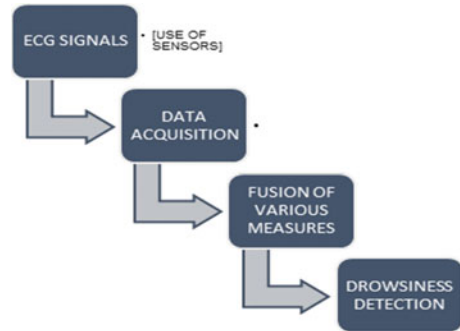 ECG SIGNALS
• [USE OF
SENSORS]
DATA
ACQUISITION
•
FUSION OF
VARIOUS
MEASURES
DROWSINESS
DETECTION